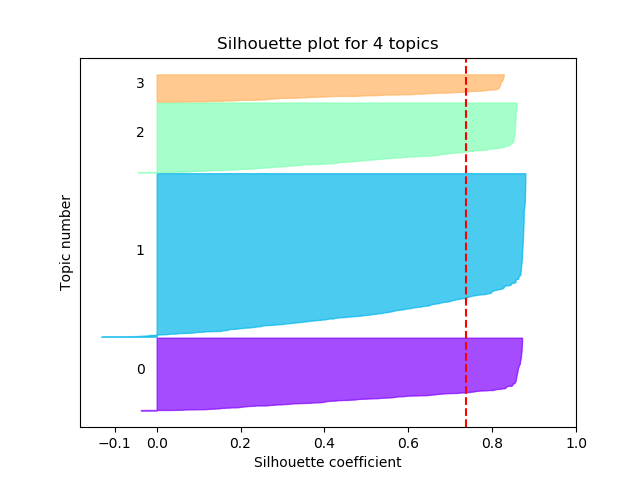 Silhouette plot for 4 topics
3
2
1
0
Topic number
−0.1 0.0 0.2 0.4 0.6 0.8 1.0
Silhouette coefficient